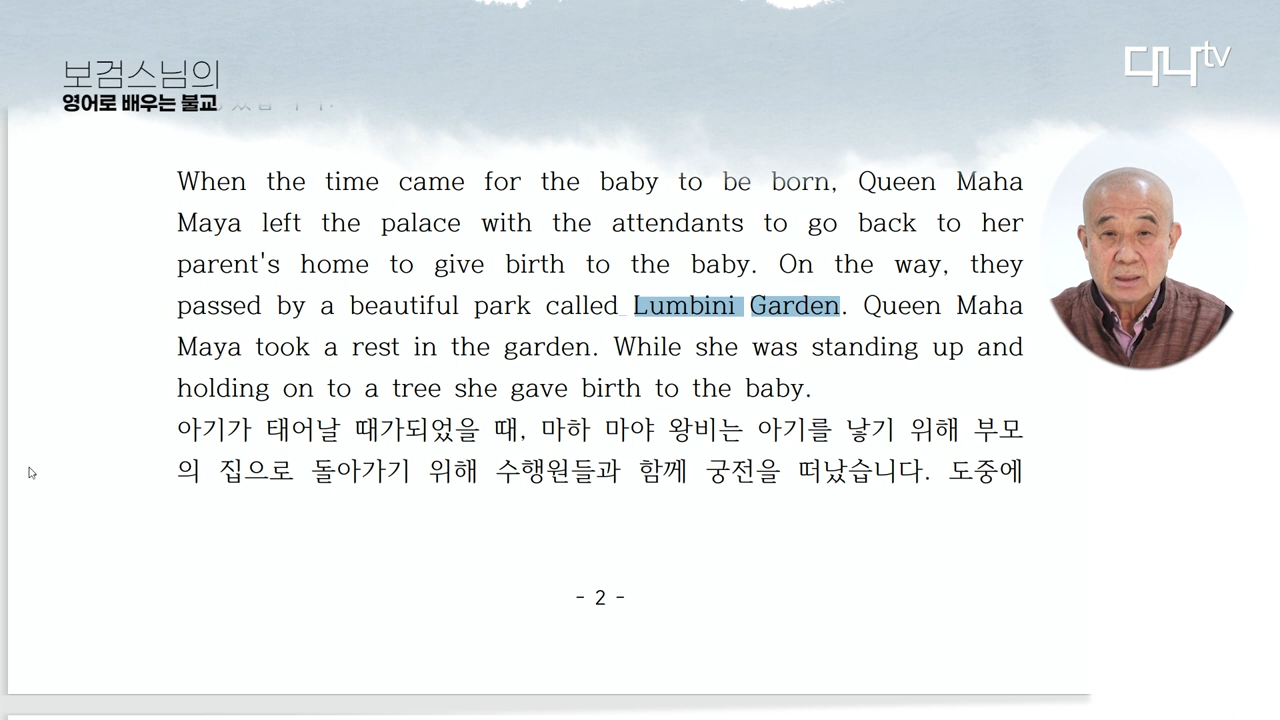 보검스님의
영어로 배우는 불교
다나tv
When the time came for the baby to be born, Queen Maha
Maya left the palace with the attendants to go back to her
parent's home to give birth to the baby. On the way, they
passed by a beautiful park called Lumbini Garden. Queen Maha
Maya took a rest in the garden. While she was standing up and
holding on to a tree she gave birth to the baby.
아기가 태어날 때가되었을 때, 마하 마야 왕비는 아기를 낳기 위해 부모
의 집으로 돌아가기 위해 수행원들과 함께 궁전을 떠났습니다. 도중에
- 2 -